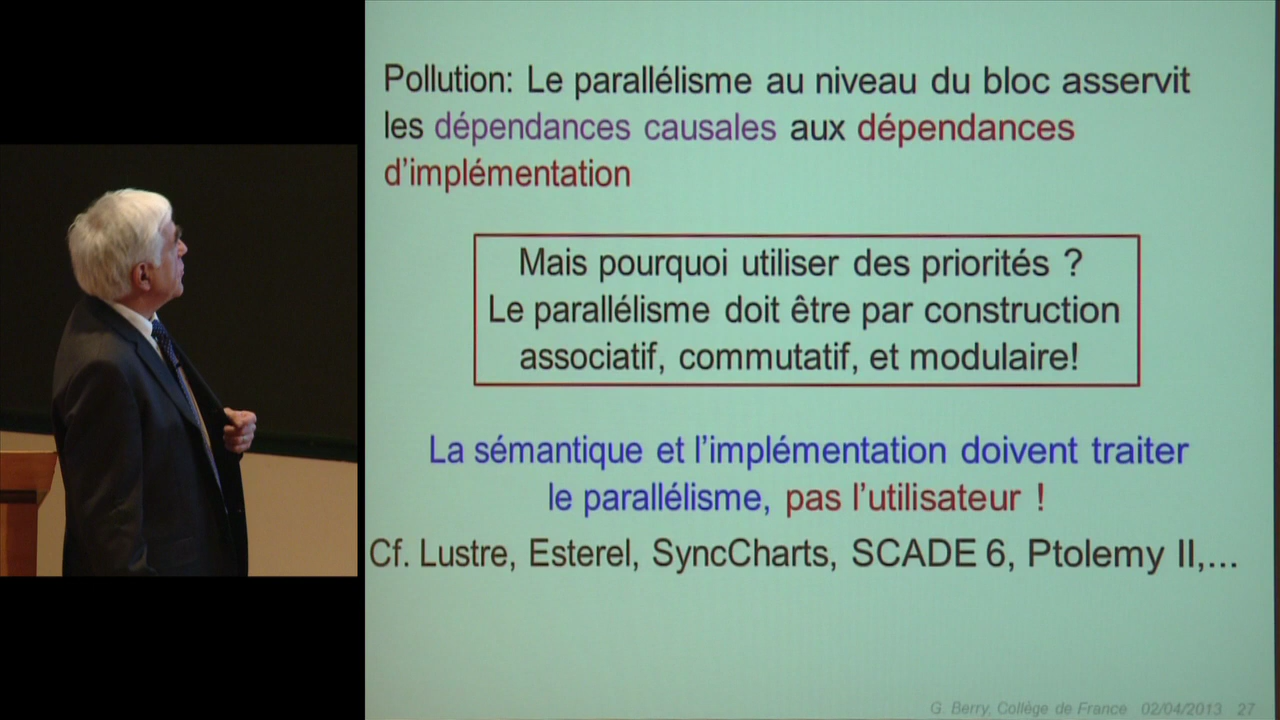 Pollution: Le parallélisme au niveau du bloc asservit
les dépendances causales aux dépendances
d'implémentation
Mais pourquoi utiliser des priorités ?
Le parallélisme doit être par construction
associatif, commutatif, et modulaire!
La sémantique et l'implémentation doivent traiter
le parallélisme, pas l'utilisateur !
Cf. Lustre, Esterel, SyncCharts, SCADE 6, Ptolemy II,...
G. Berry, Collège de France 02/04/2013 27